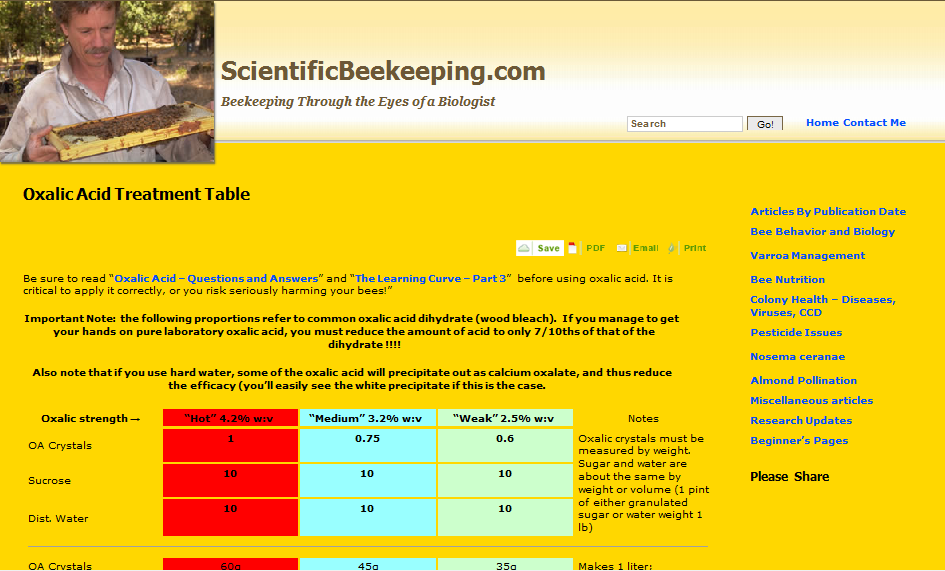 ScientificBeekeeping.com
Beekeeping Through the Eyes of a Biologist
Search Go! Home Contact Me
Oxalic Acid Treatment Table
Save PDF Email Print
Be sure to read “Oxalic Acid – Questions and Answers” and “The Learning Curve – Part 3”  before using oxalic acid. It is
critical to apply it correctly, or you risk seriously harming your bees!”
Important Note:  the following proportions refer to common oxalic acid dihydrate (wood bleach).  If you manage to get
your hands on pure laboratory oxalic acid, you must reduce the amount of acid to only 7/10ths of that of the
dihydrate !!!!
Also note that if you use hard water, some of the oxalic acid will precipitate out as calcium oxalate, and thus reduce
the efficacy (you’ll easily see the white precipitate if this is the case.
Oxalic strength→ “Hot” 4.2% w:v “Medium” 3.2% w:v “Weak” 2.5% w:v Notes
OA Crystals 1 0.75 0.6
Sucrose 10 10 10
Dist. Water 10 10 10
Oxalic crystals must be
measured by weight.
Sugar and water are
about the same by
weight or volume (1 pint
of either granulated
sugar or water weight 1
lb)
OA Crystals 60g 45g 35g Makes 1 liter:
Articles By Publication Date
Bee Behavior and Biology
Varroa Management
Bee Nutrition
Colony Health – Diseases,
Viruses, CCD
Pesticide Issues
Nosema ceranae
Almond Pollination
Miscellaneous articles
Research Updates
Beginner’s Pages
Please  Share